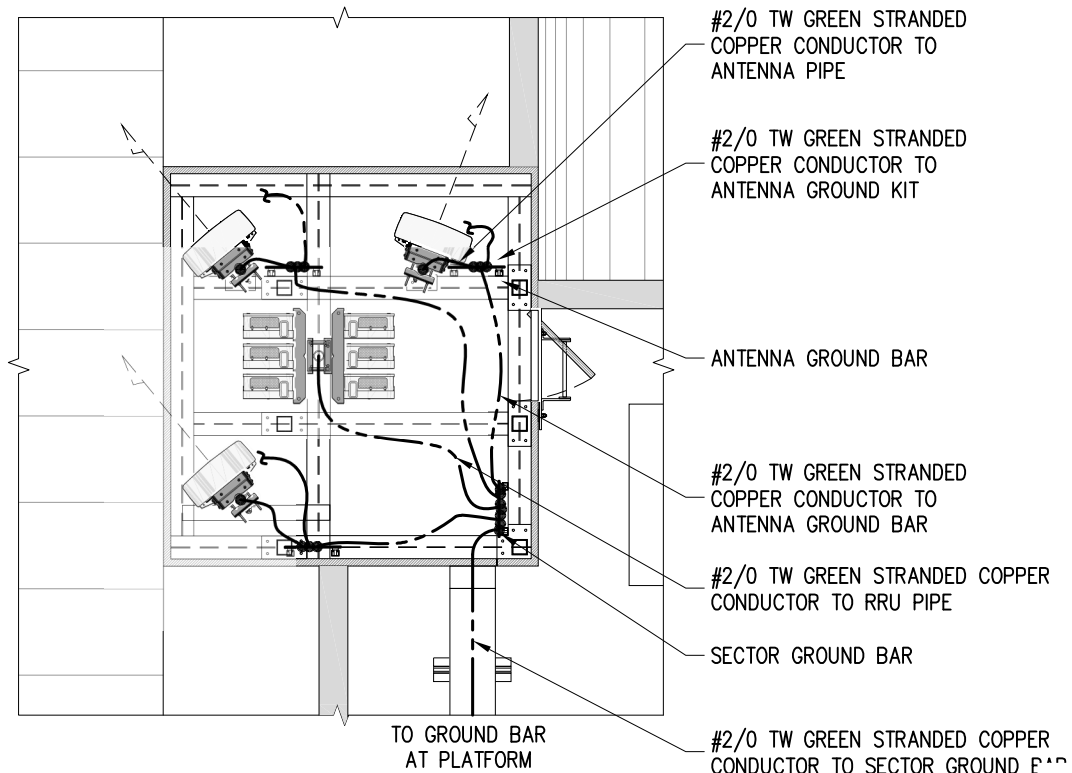 #2/0 TW GREEN STRANDED
COPPER CONDUCTOR TO
ANTENNA PIPE
#2/0 TW GREEN STRANDED
COPPER CONDUCTOR TO
ANTENNA GROUND KIT
ANTENNA GROUND BAR
#2/0 TW GREEN STRANDED
COPPER CONDUCTOR TO
ANTENNA GROUND BAR
#2/0 TW GREEN STRANDED COPPER
CONDUCTOR TO RRU PIPE
SECTOR GROUND BAR
TO GROUND BAR
AT PLATFORM
#2/0 TW GREEN STRANDED COPPER
CONDUCTOR TO SECTOR GROUND BAR